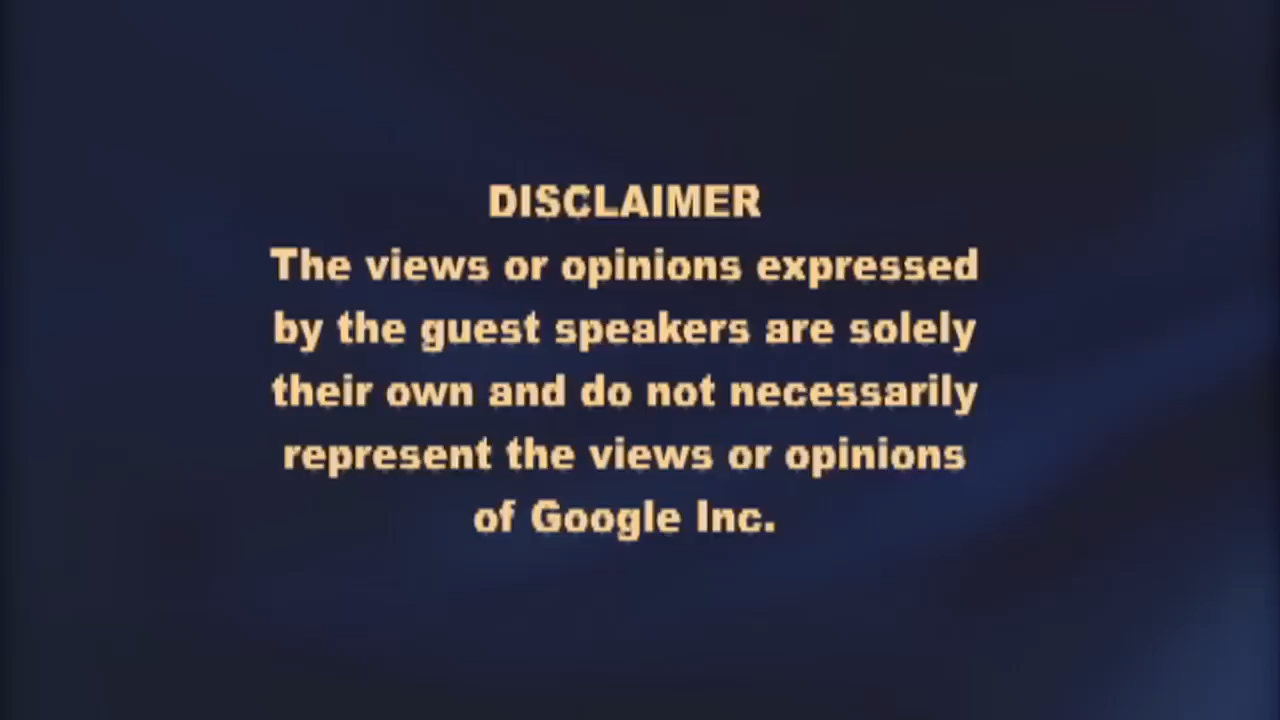 DISCLAIMER
The views or opinions expressed
by the guest speakers are solely
their own and do not necessarily
represent the views or opinions
of Google Inc.